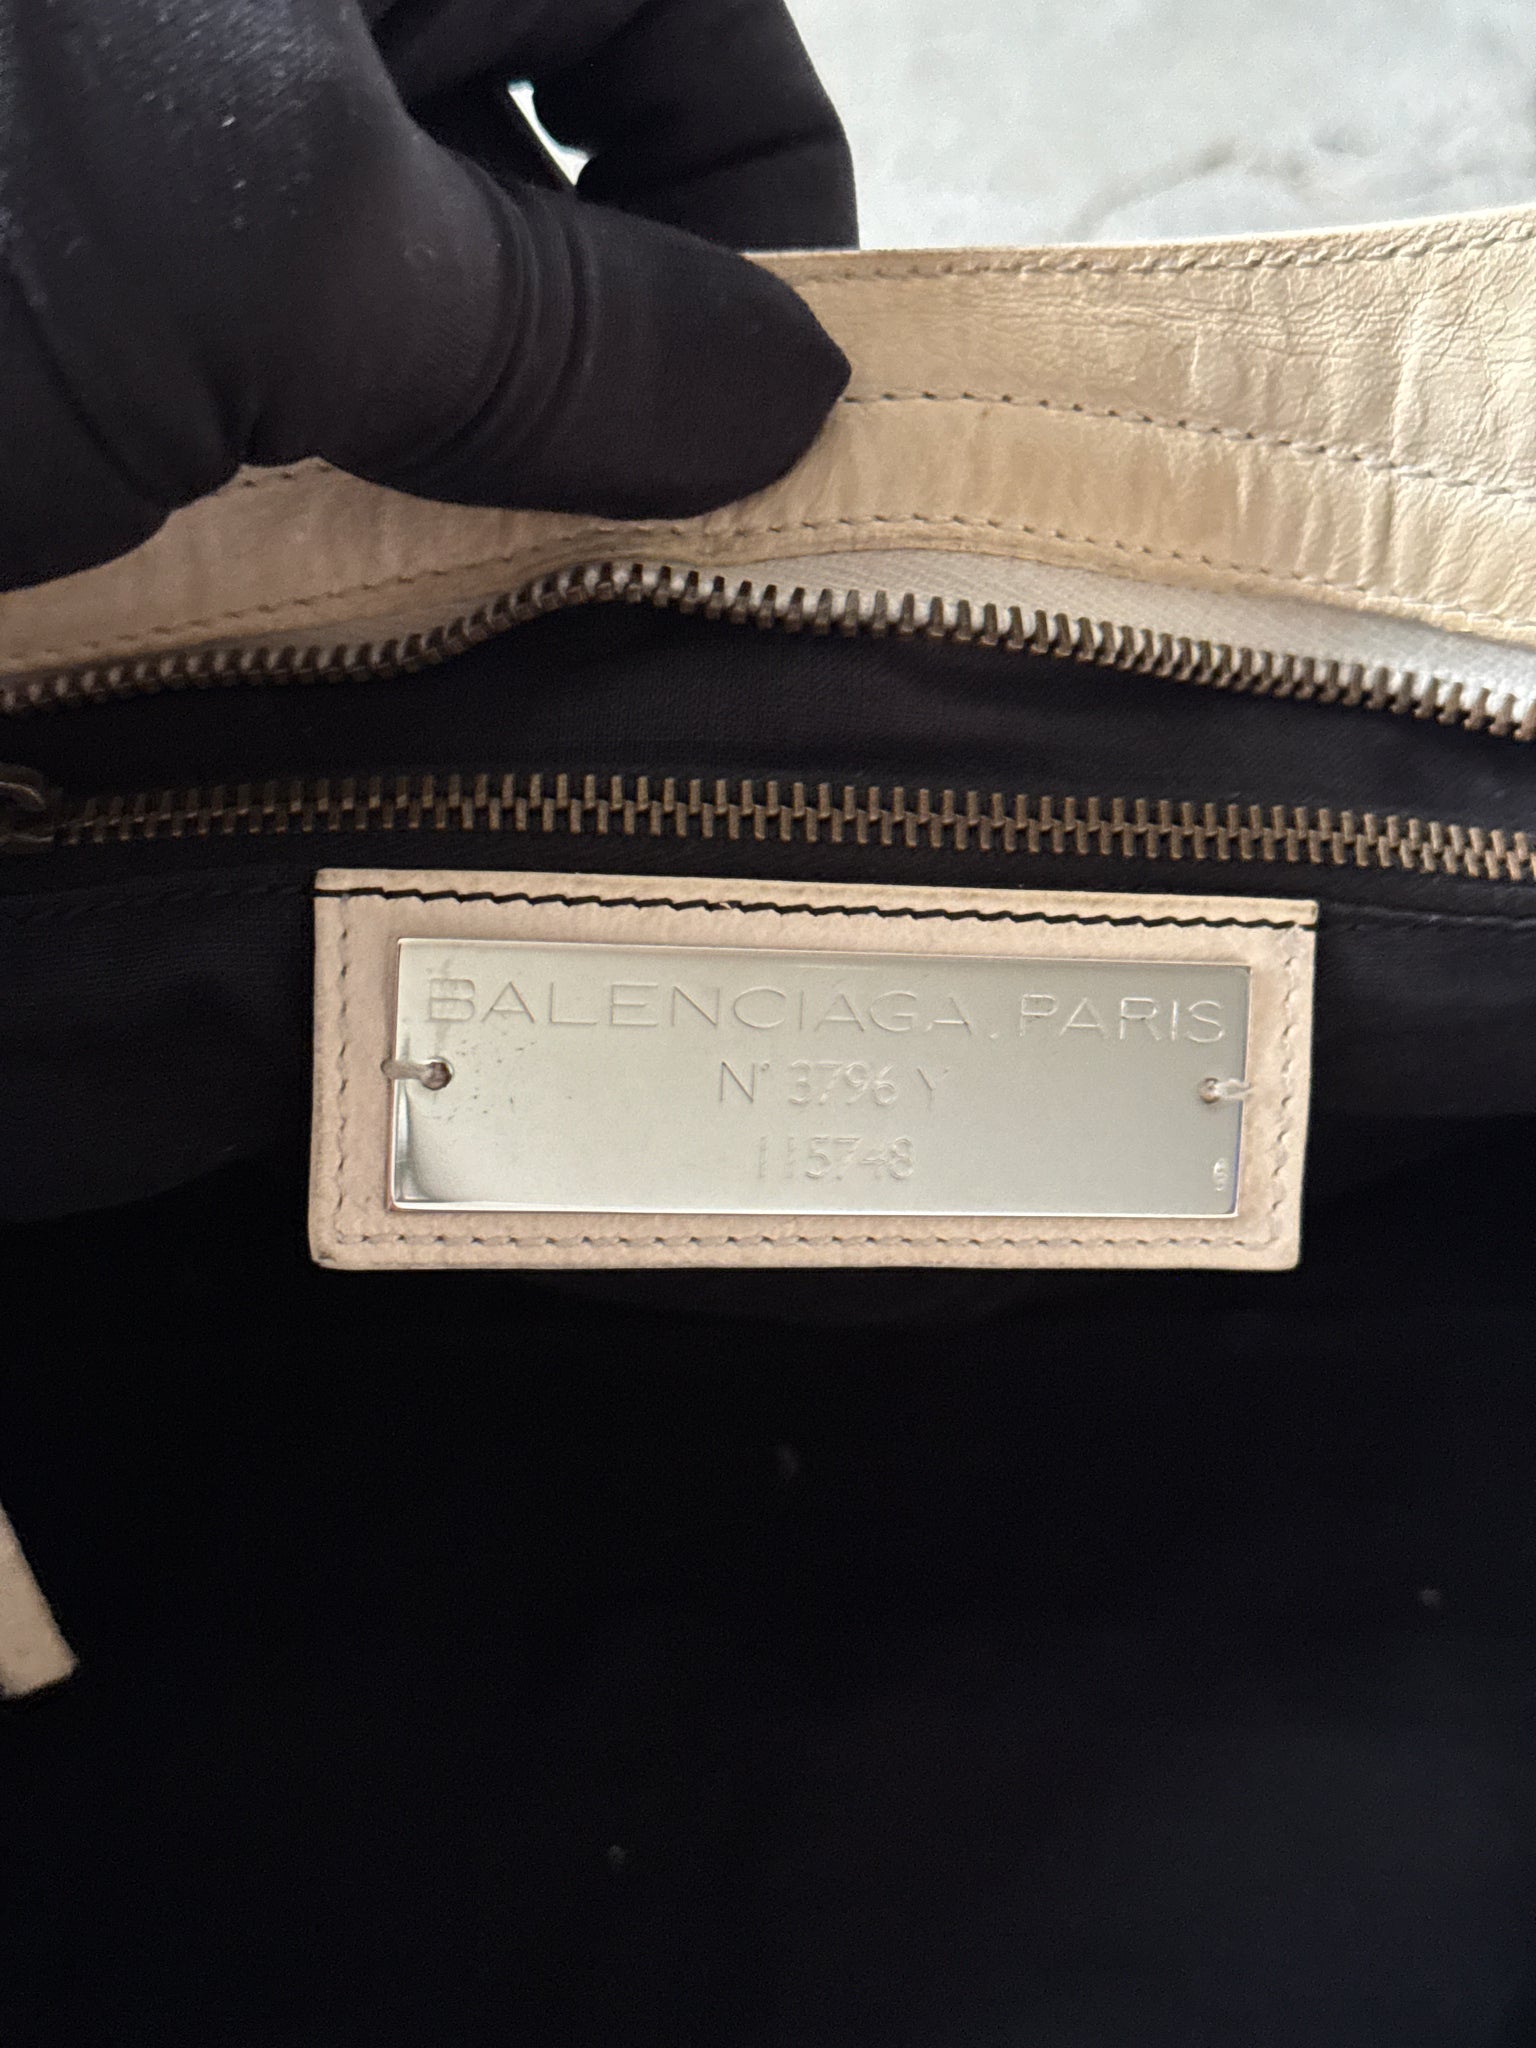 BALENCIAGA . PARIS
N° 3796 Y
115748